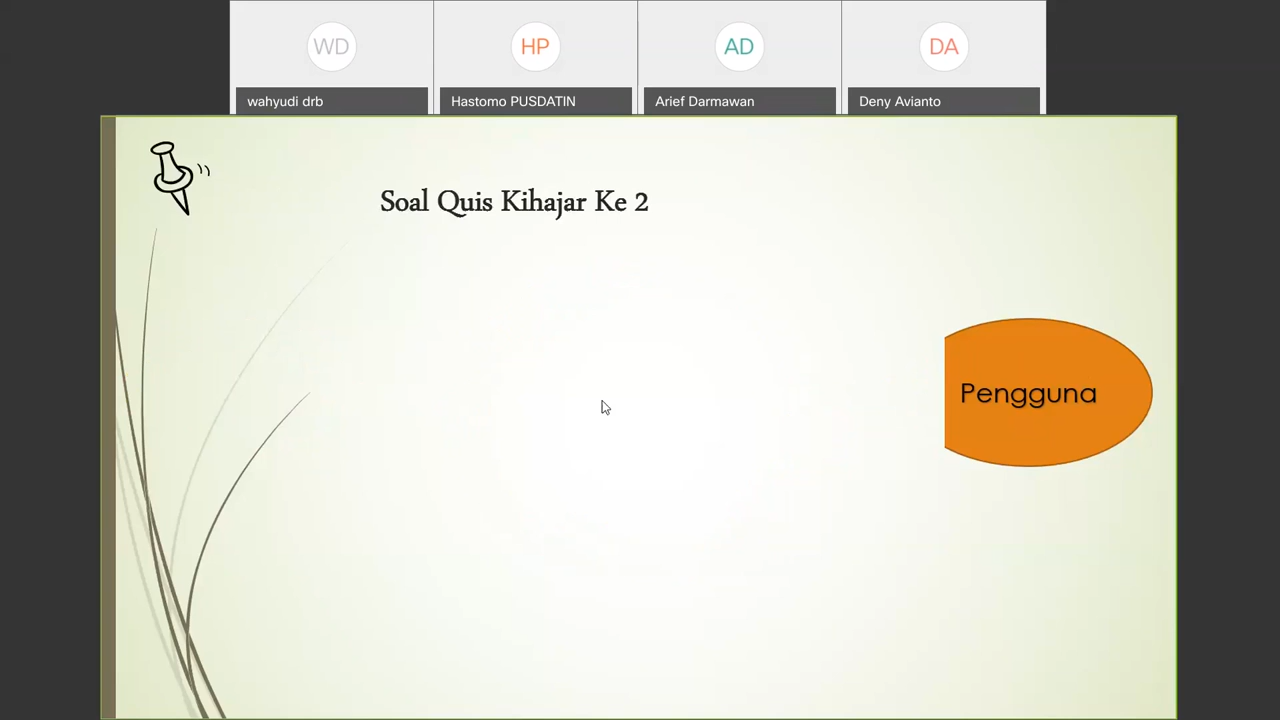 WD
HP
AD
DA
wahyudi drb
Hastomo PUSDATIN
Arief Darmawan
Deny Avianto
Soal Quis Kihajar Ke 2
Pengguna